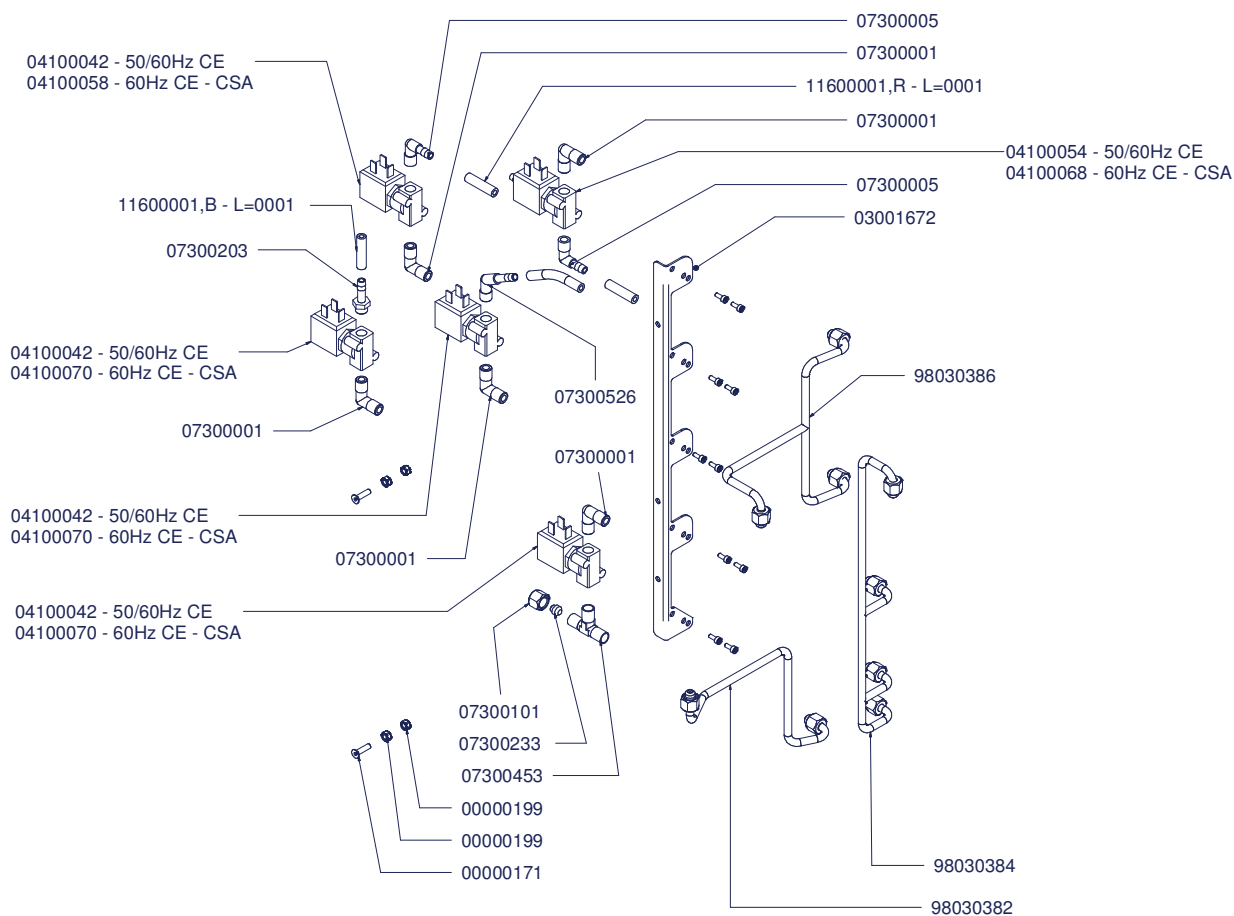 07300005
04100042 - 50/60Hz CE
04100058 - 60Hz CE - CSA
07300001
11600001,R - L=0001
07300001
04100054 - 50/60Hz CE
04100068 - 60Hz CE - CSA
07300005
11600001,B - L=0001
03001672
07300203
04100042 - 50/60Hz CE
04100070 - 60Hz CE - CSA
98030386
07300526
07300001
07300001
04100042 - 50/60Hz CE
04100070 - 60Hz CE - CSA
07300001
04100042 - 50/60Hz CE
04100070 - 60Hz CE - CSA
07300101
07300233
07300453
00000199
00000199
00000171
98030384
98030382